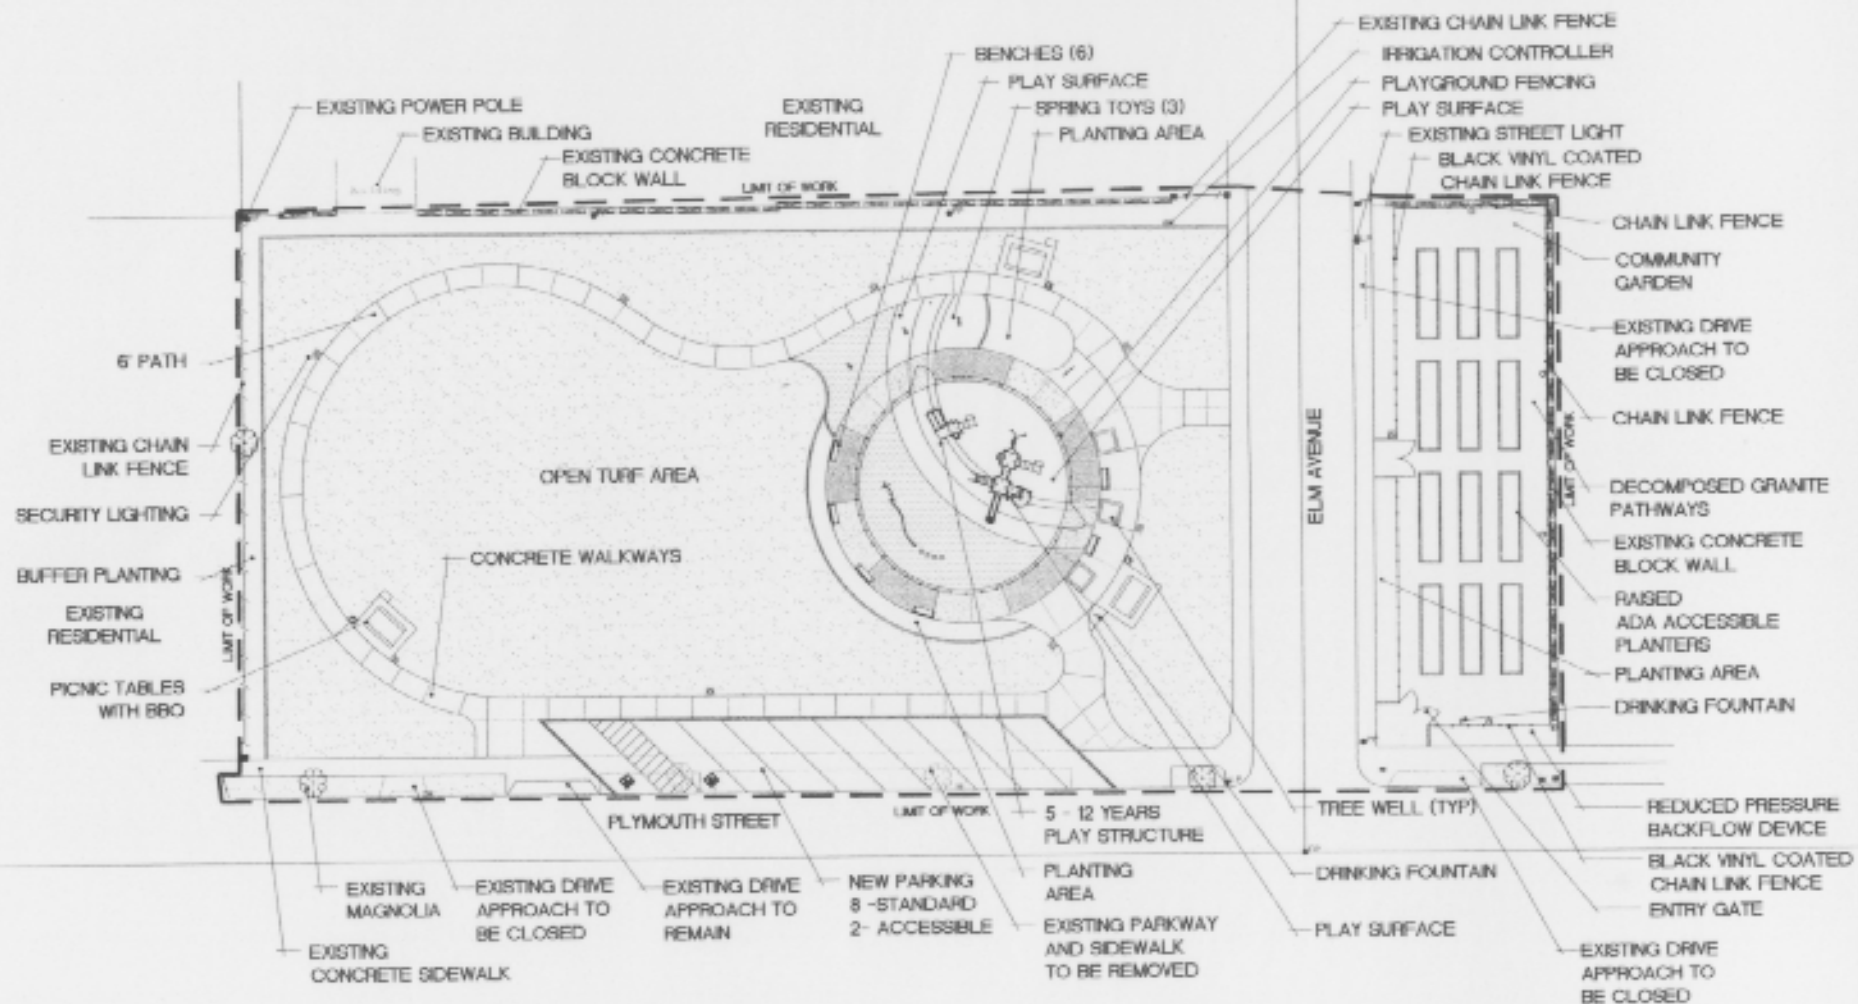 EXISTING POWER POLE
EXISTING BUILDING
EXISTING CONCRETE
BLOCK WALL
LIMIT OF WORK
EXISTING
RESIDENTIAL
BENCHES (6)
PLAY SURFACE
SPRING TOYS (3)
PLANTING AREA
EXISTING CHAIN LINK FENCE
IRRIGATION CONTROLLER
PLAYGROUND FENCING
PLAY SURFACE
EXISTING STREET LIGHT
BLACK VINYL COATED
CHAIN LINK FENCE
CHAIN LINK FENCE
COMMUNITY
GARDEN
EXISTING DRIVE
APPROACH TO
BE CLOSED
CHAIN LINK FENCE
LIMIT OF WORK
DECOMPOSED GRANITE
PATHWAYS
EXISTING CONCRETE
BLOCK WALL
RAISED
ADA ACCESSIBLE
PLANTERS
PLANTING AREA
DRINKING FOUNTAIN
REDUCED PRESSURE
BACKFLOW DEVICE
BLACK VINYL COATED
CHAIN LINK FENCE
ENTRY GATE
EXISTING DRIVE
APPROACH TO
BE CLOSED
6' PATH
EXISTING CHAIN
LINK FENCE
SECURITY LIGHTING
BUFFER PLANTING
EXISTING
RESIDENTIAL
LIMIT OF WORK
PICNIC TABLES
WITH BBQ
OPEN TURF AREA
CONCRETE WALKWAYS
ELM AVENUE
PLYMOUTH STREET
LIMIT OF WORK
5 - 12 YEARS
PLAY STRUCTURE
TREE WELL (TYP)
EXISTING
MAGNOLIA
EXISTING DRIVE
APPROACH TO
BE CLOSED
EXISTING DRIVE
APPROACH TO
REMAIN
NEW PARKING
8 -STANDARD
2- ACCESSIBLE
PLANTING
AREA
DRINKING FOUNTAIN
EXISTING PARKWAY
AND SIDEWALK
TO BE REMOVED
PLAY SURFACE
EXISTING
CONCRETE SIDEWALK